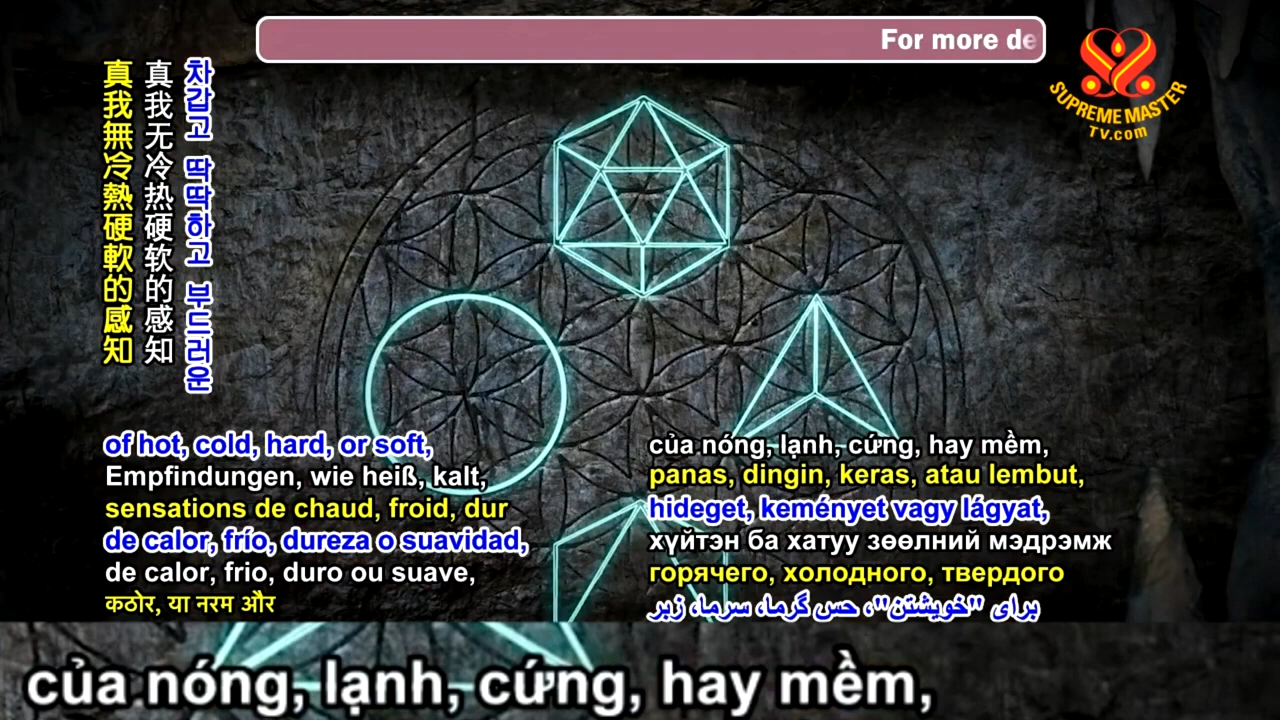 For more de
SUPREME MASTER
TV.com
真我無冷熱硬軟的感知
真我无冷热硬软的感知
차갑고 딱딱하고 부드러운
of hot, cold, hard, or soft,
Empfindungen, wie heiß, kalt,
sensations de chaud, froid, dur
de calor, frío, dureza o suavidad,
de calor, frio, duro ou suave,
कठोर, या नरम और
của nóng, lạnh, cứng, hay mềm,
panas, dingin, keras, atau lembut,
hideget, keményet vagy lágyat,
хүйтэн ба хатуу зөөлний мэдрэмж
горячего, холодного, твердого
برای "خویشتن"، حس گرما، سرما، زبر
của nóng, lạnh, cứng, hay mềm,